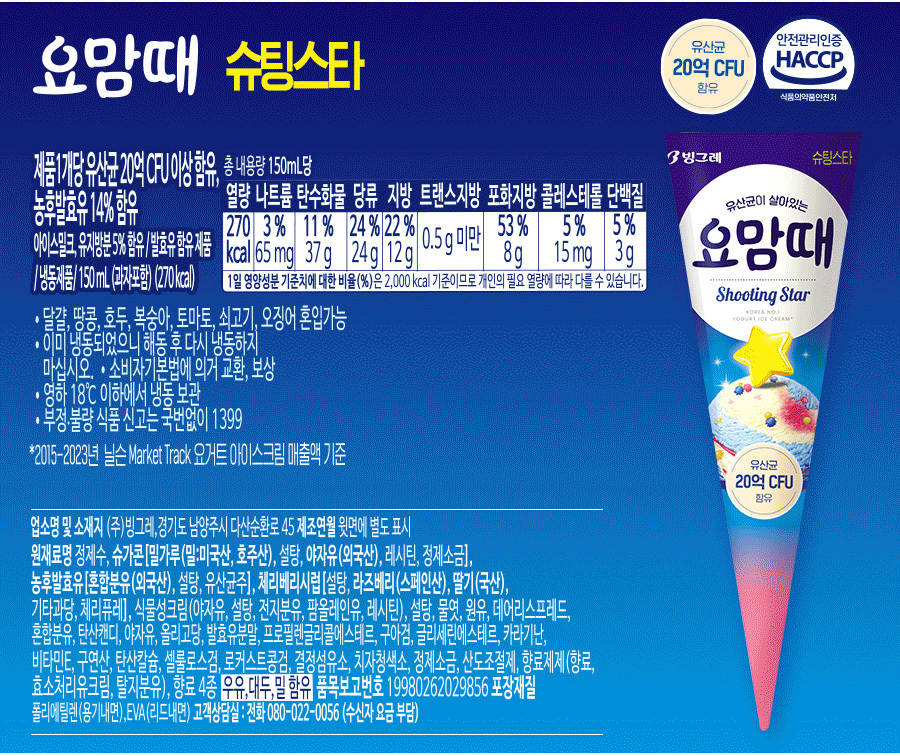 요맘때 슈팅스타
유산균
20억 CFU
함유
안전관리인증
HACCP
식품의약품안전처
제품1개당 유산균 20억 CFU 이상 함유,
농후발효유 14% 함유
아이스밀크, 유지방분 5% 함유 / 발효유 함유 제품
/ 냉동제품 / 150 mL (과자포함) (270 kcal)
총 내용량 150mL당
열량 나트륨 탄수화물 당류 지방 트랜스지방 포화지방 콜레스테롤 단백질
270 3 % 11 % 24 % 22 % 0.5 g 미만 53 % 5 % 5 %
kcal 65 mg 37 g 24 g 12 g 8 g 15 mg 3 g
1일 영양성분 기준치에 대한 비율(%)은 2,000 kcal 기준이므로 개인의 필요 열량에 따라 다를 수 있습니다.
• 달걀, 땅콩, 호두, 복숭아, 토마토, 쇠고기, 오징어 혼입가능
• 이미 냉동되었으니 해동 후 다시 냉동하지
마십시오. • 소비자기본법에 의거 교환, 보상
• 영하 18℃ 이하에서 냉동 보관
• 부정·불량 식품 신고는 국번없이 1399
*2015-2023년 닐슨 Market Track 요거트 아이스크림 매출액 기준
업소명 및 소재지 (주)빙그레,경기도 남양주시 다산순환로 45 제조연월 윗면에 별도 표시
원재료명 정제수, 슈가콘[밀가루(밀:미국산, 호주산), 설탕, 야자유(외국산), 레시틴, 정제소금],
농후발효유[혼합분유(외국산), 설탕, 유산균주], 체리베리시럽[설탕, 라즈베리(스페인산), 딸기(국산),
기타과당, 체리퓨레], 식물성크림(야자유, 설탕, 전지분유, 팜올레인유, 레시틴), 설탕, 물엿, 원유, 데어리스프레드,
혼합분유, 탄산캔디, 야자유, 올리고당, 발효유분말, 프로필렌글리콜에스테르, 구아검, 글리세린에스테르, 카라기난,
비타민D, 구연산, 탄산칼슘, 셀룰로스검, 로커스트콩검, 결정섬유소, 치자청색소, 정제소금, 산도조절제, 향료제제(향료,
효소처리유크림, 탈지분유), 향료 4종 우유, 대두, 밀 함유 품목보고번호 19980262029856 포장재질
폴리에틸렌(용기내면), EVA(리드내면) 고객상담실 : 전화 080-022-0056 (수신자 요금 부담)
빙그레 슈팅스타
유산균이 살아있는
요맘때
Shooting Star
KOREA NO.1
YOGURT ICE CREAM*
유산균
20억 CFU
함유